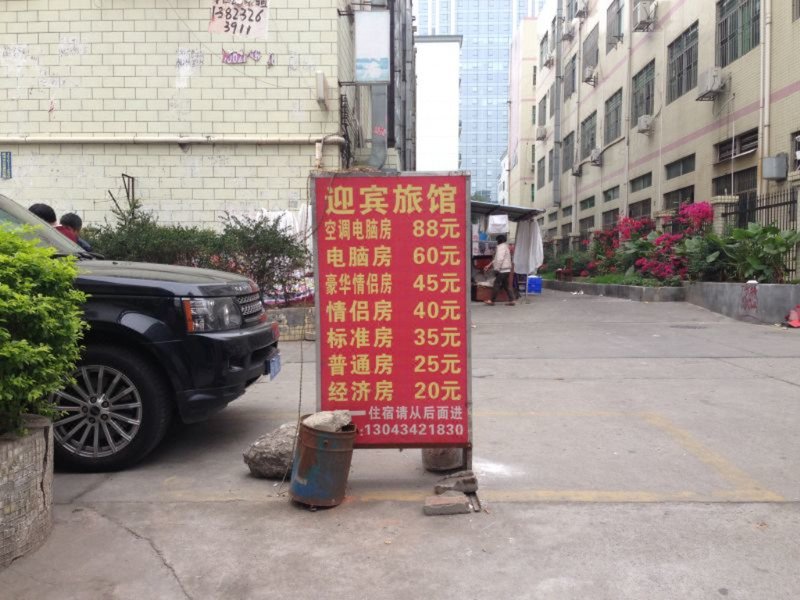 1382326
3911
迎宾旅馆
空调电脑房 88元
电脑房 60元
豪华情侣房 45元
情侣房 40元
标准房 35元
普通房 25元
经济房 20元
住宿请从后面进
.13043421830